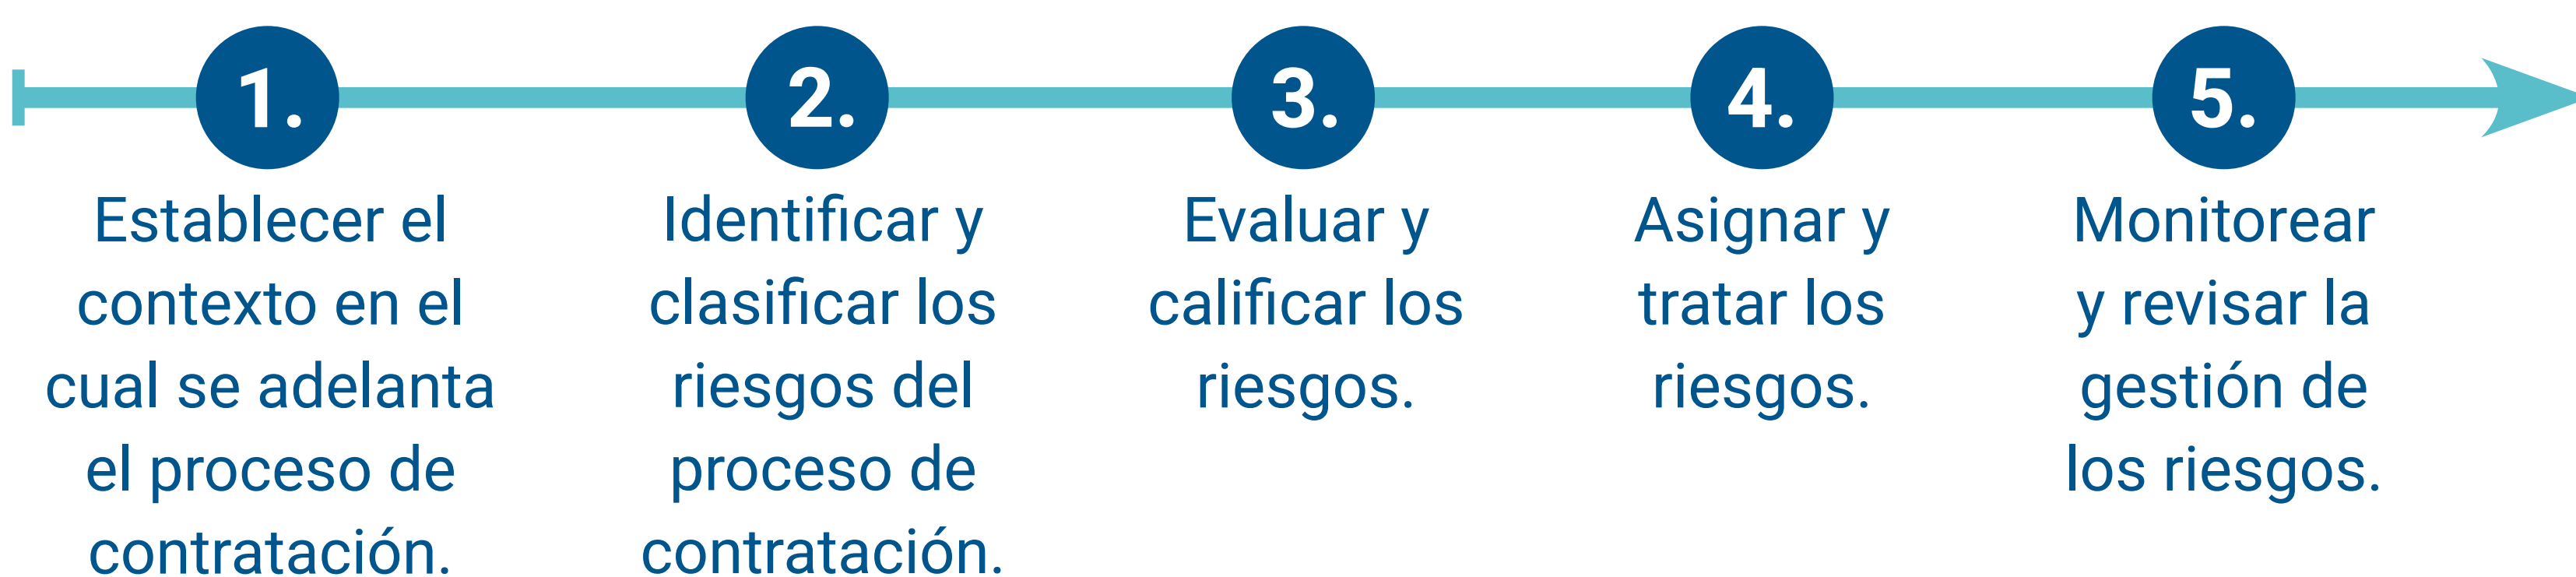 1.
Establecer el
contexto en el
cual se adelanta
el proceso de
contratación.
2.
Identificar y
clasificar los
riesgos del
proceso de
contratación.
3.
Evaluar y
calificar los
riesgos.
4.
Asignar y
tratar los
riesgos.
5.
Monitorear
y revisar la
gestión de
los riesgos.